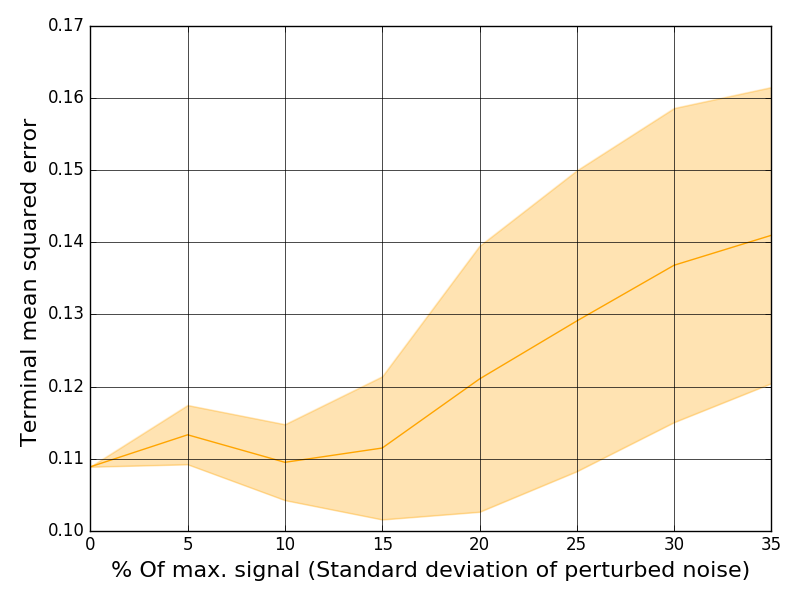 0.17
0.16
0.15
0.14
0.13
0.12
0.11
0.10
Terminal mean squared error
0 5 10 15 20 25 30 35
% Of max. signal (Standard deviation of perturbed noise)